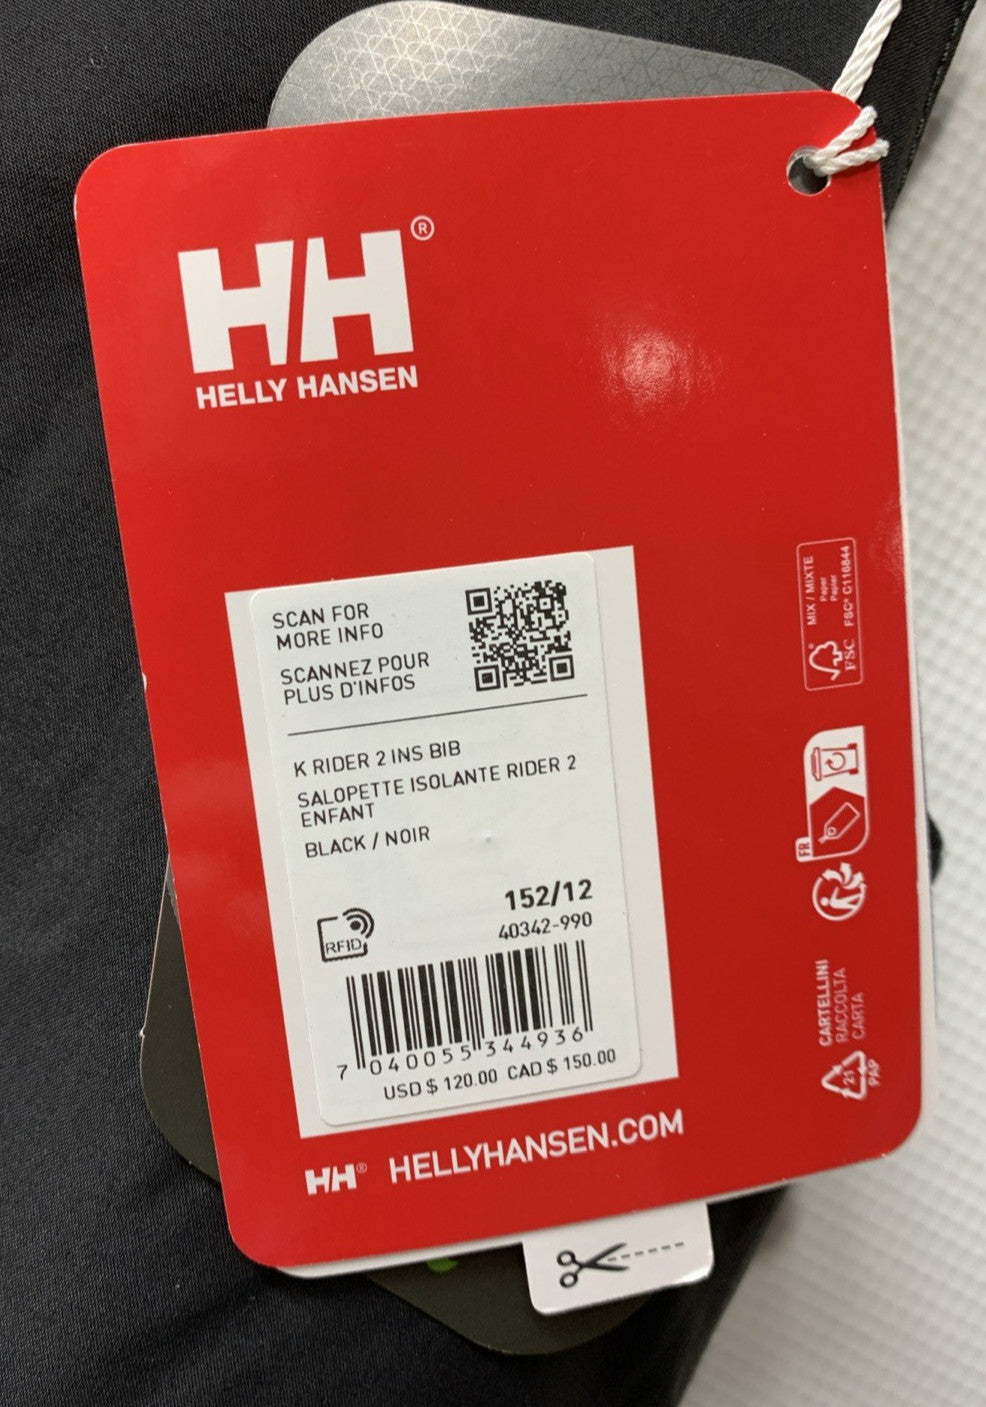 HH®
HELLY HANSEN
SCAN FOR
MORE INFO
SCANNEZ POUR
PLUS D'INFOS
K RIDER 2 INS BIB
SALOPETTE ISOLANTE RIDER 2
ENFANT
BLACK / NOIR
152/12
40342-990
RFID
7 040055 344936
USD $ 120.00 CAD $ 150.00
HH® HELLYHANSEN.COM
MIX / MIXTE
Paper
Papier
FSC® C116844
FSC
FR
CARTELLINI
RACCOLTA
CARTA
21
PAP